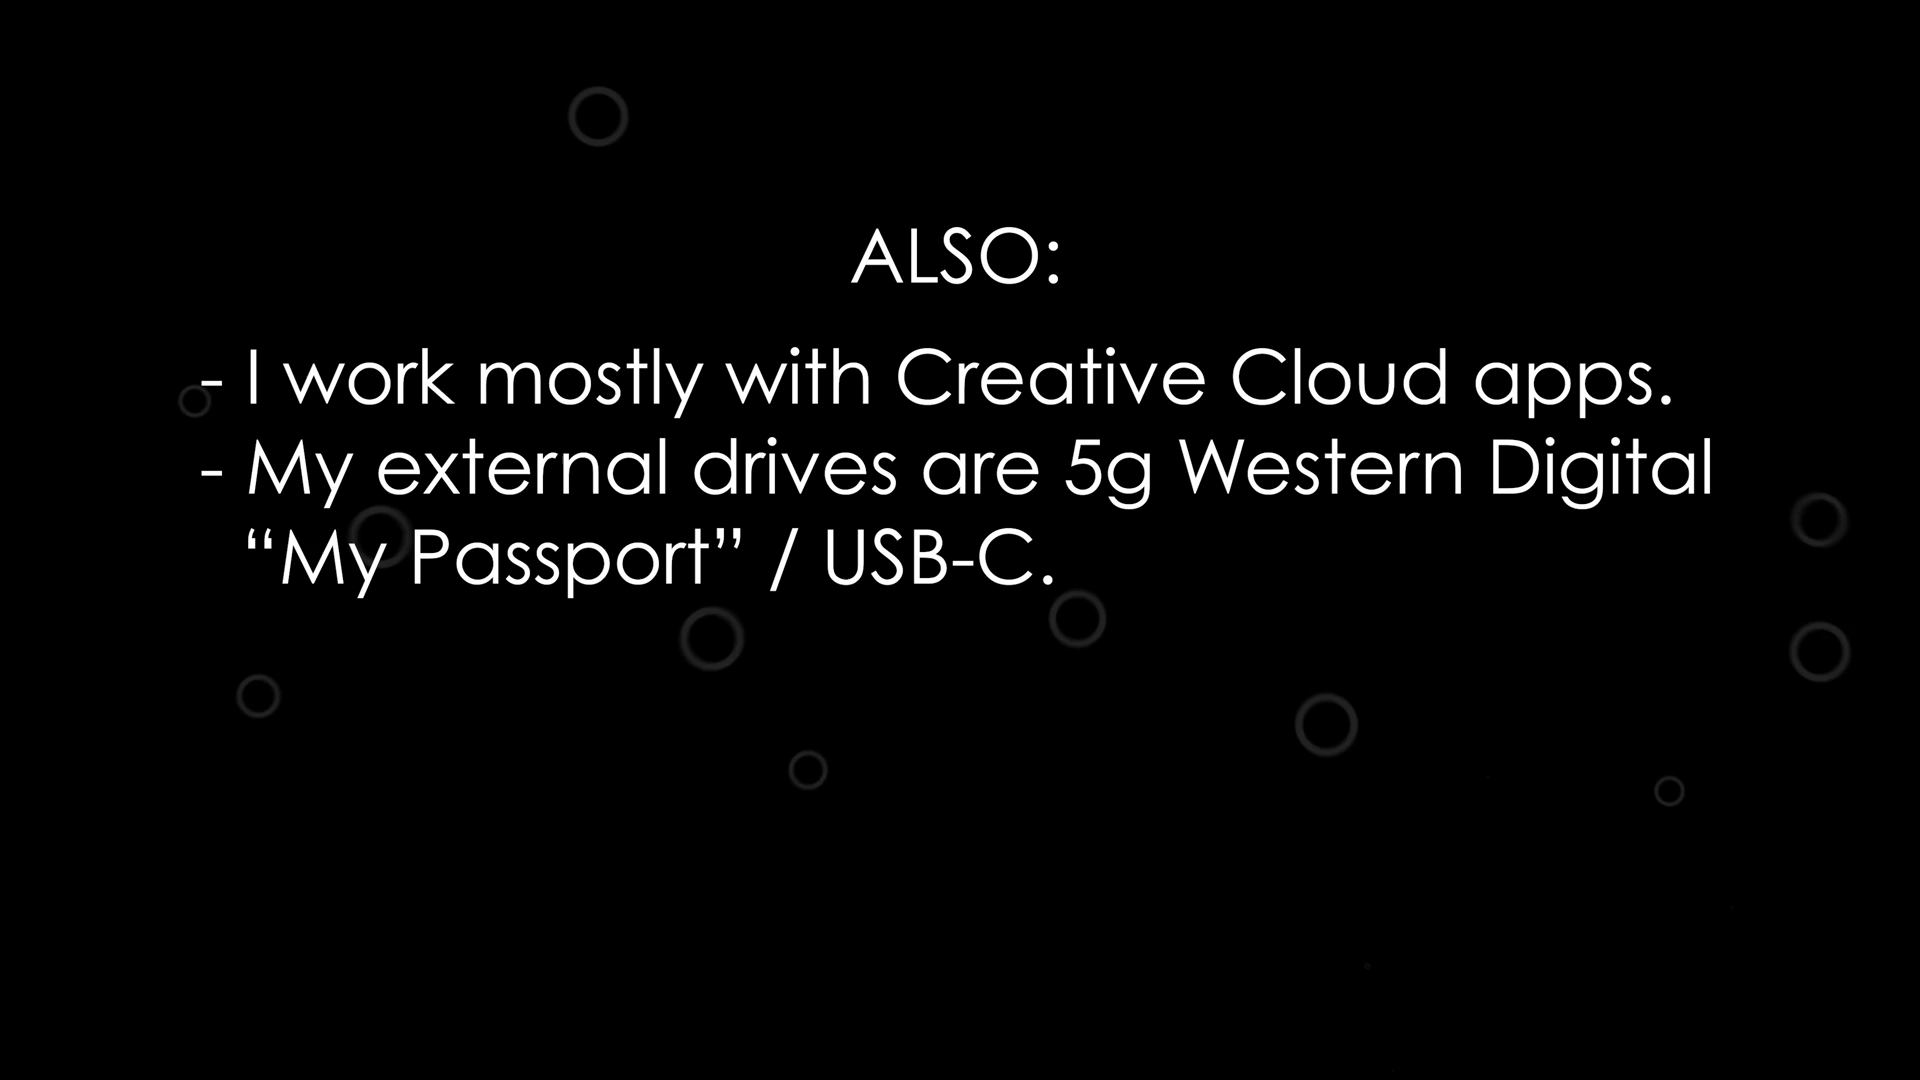 ALSO:
- I work mostly with Creative Cloud apps.
- My external drives are 5g Western Digital
“My Passport” / USB-C.